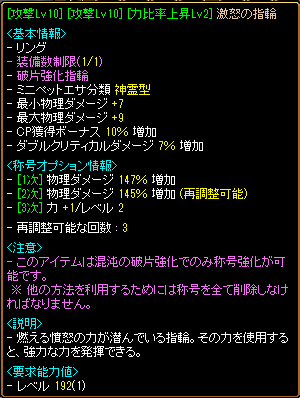 [攻撃Lv10] [攻撃Lv10] [力比率上昇Lv2] 激怒の指輪
<基本情報>
- リング
- 装備数制限(1/1)
- 破片強化指輪
- ミニペットエサ分類 神霊型
- 最小物理ダメージ +7
- 最大物理ダメージ +9
- CP獲得ボーナス 10% 増加
- ダブルクリティカルダメージ 7% 増加
<称号オプション情報>
- [1次] 物理ダメージ 147% 増加
- [2次] 物理ダメージ 145% 増加 (再調整可能)
- [3次] 力 +1/レベル 2
- 再調整可能な回数 : 3
<注意>
- このアイテムは混沌の破片強化でのみ称号強化が可能です。
※ 他の方法を利用するためには称号を全て削除しなければなりません。
<説明>
- 燃える憤怒の力が潜んでいる指輪。その力を使用すると、強力な力を発揮できる。
<要求能力値>
- レベル 192(1)